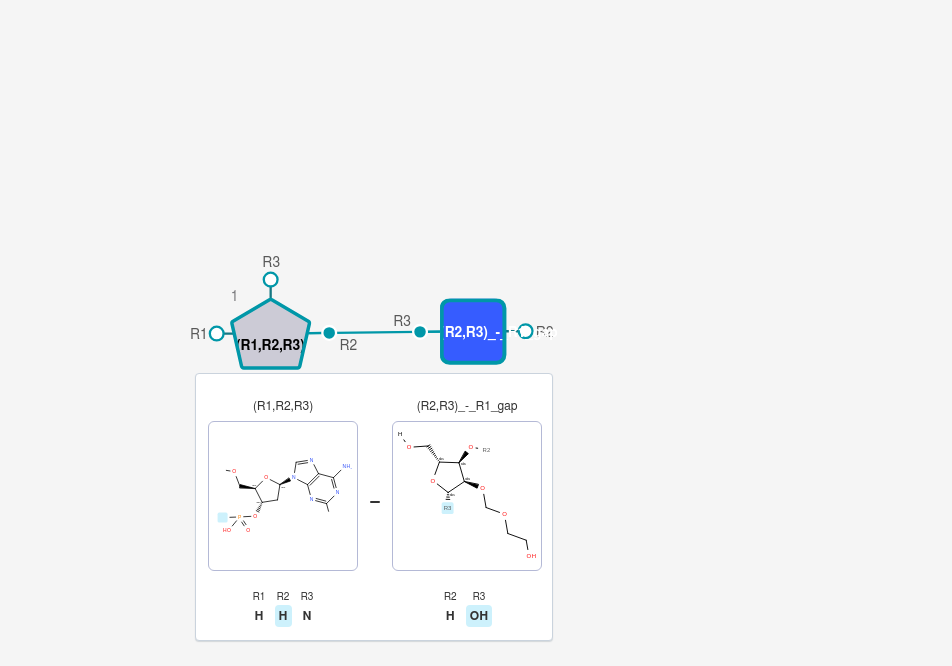 R3
1
R1
(R1,R2,R3)
R2
R3
R2,R3)_-_
R2
(R1,R2,R3)
(R2,R3)_-_R1_gap
O
O
N
N
N
N
NH
O
P
HO
O
H
O
O
R2
O
O
R3
O
OH
R1 R2 R3
H H N
R2 R3
H OH